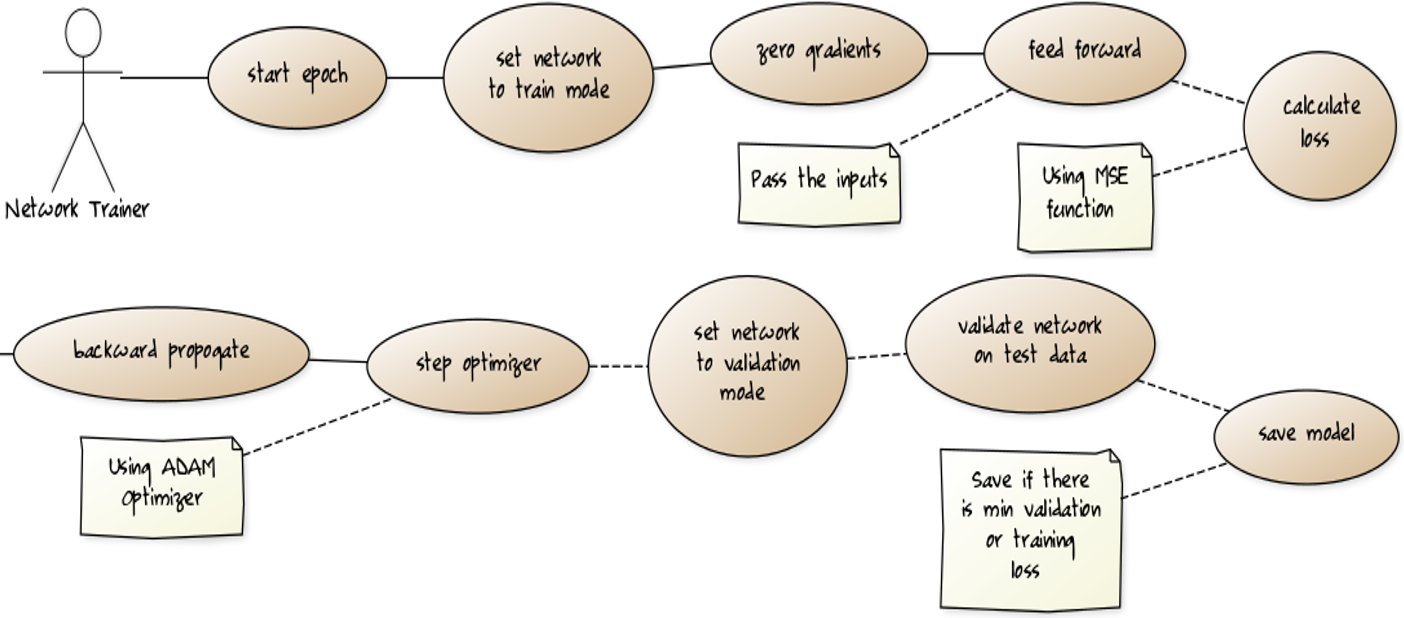 start epoch
set network
to train mode
zero gradients
feed forward
calculate
loss
Pass the inputs
Using MSE
function
Network Trainer
backward propogate
step optimizer
set network
to validation
mode
validate network
on test data
save model
Using ADAM
Optimizer
Save if there
is min validation
or training
loss